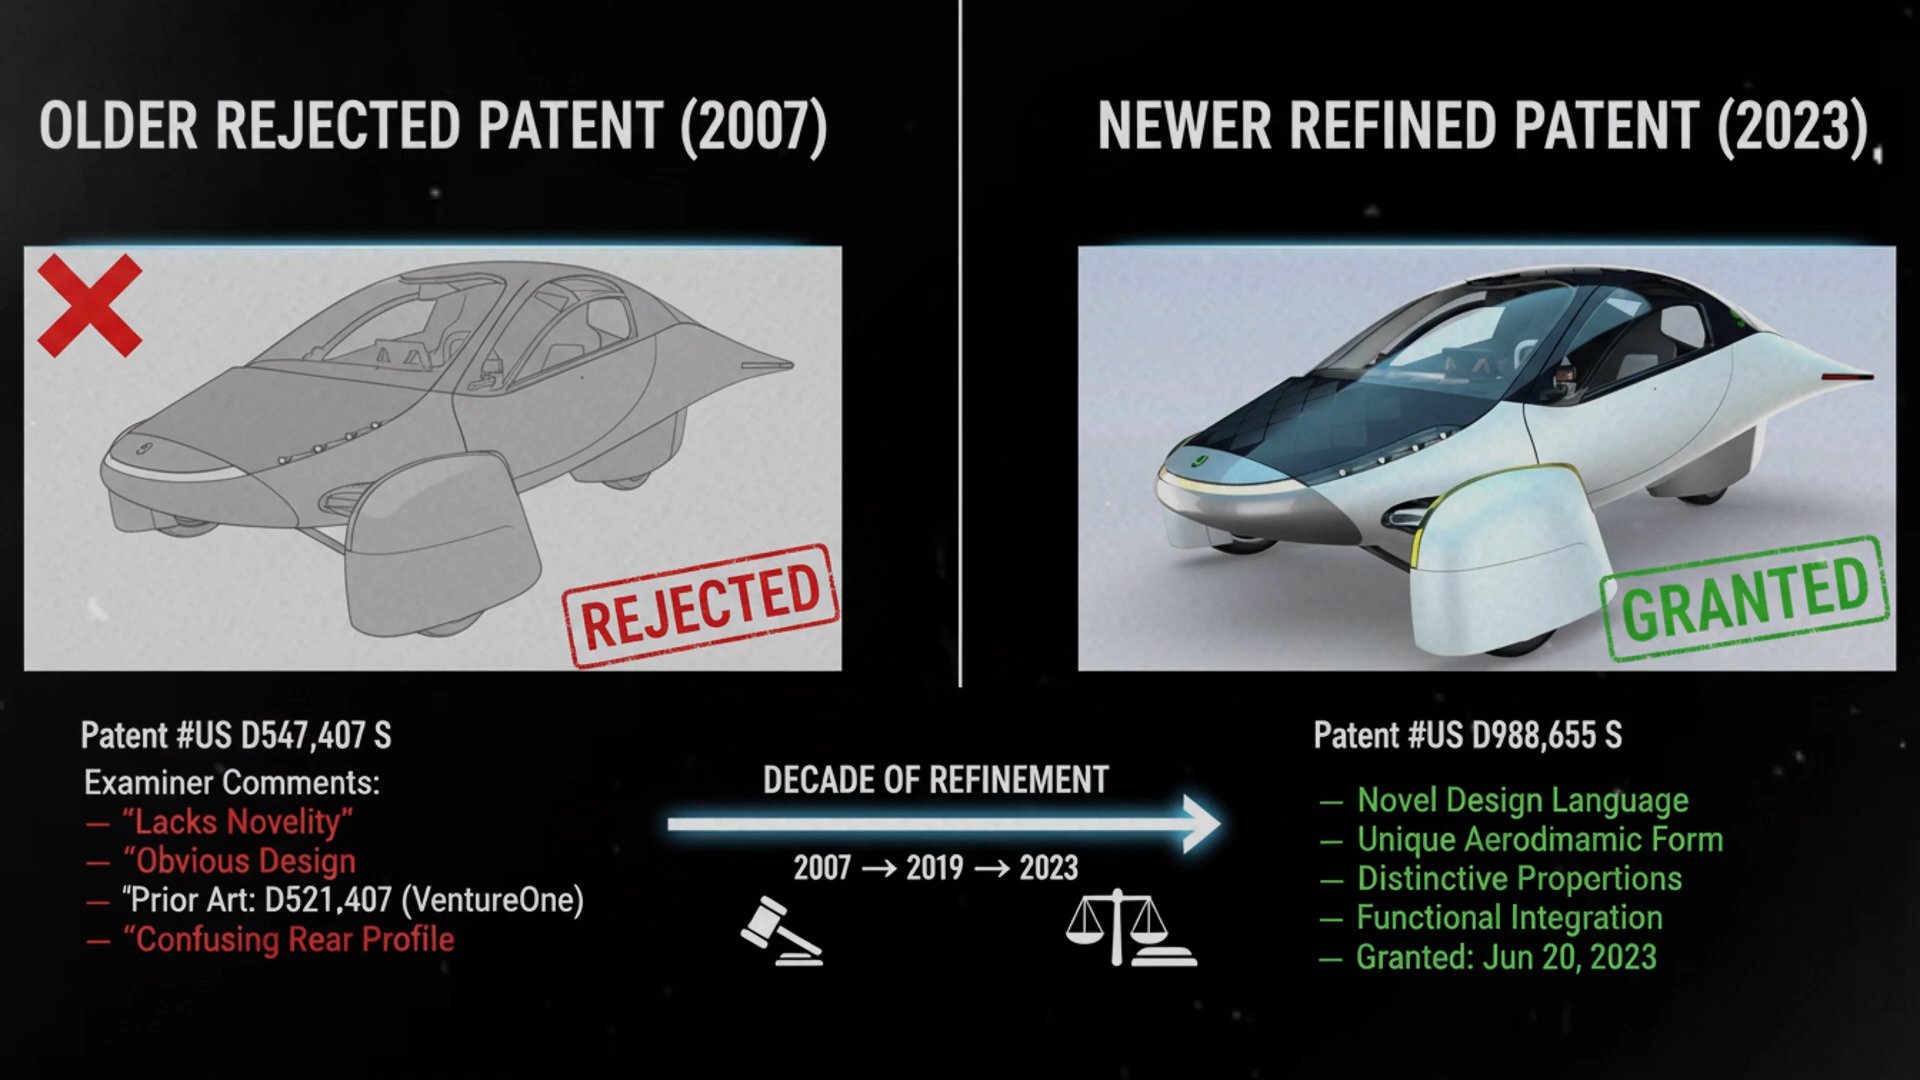 OLDER REJECTED PATENT (2007)
REJECTED
Patent #US D547,407 S
Examiner Comments:
— “Lacks Novelity”
— “Obvious Design
— “Prior Art: D521,407 (VentureOne)
— “Confusing Rear Profile
DECADE OF REFINEMENT
2007 → 2019 → 2023
NEWER REFINED PATENT (2023)
GRANTED
Patent #US D988,655 S
— Novel Design Language
— Unique Aerodinamic Form
— Distinctive Propertions
— Functional Integration
— Granted: Jun 20, 2023